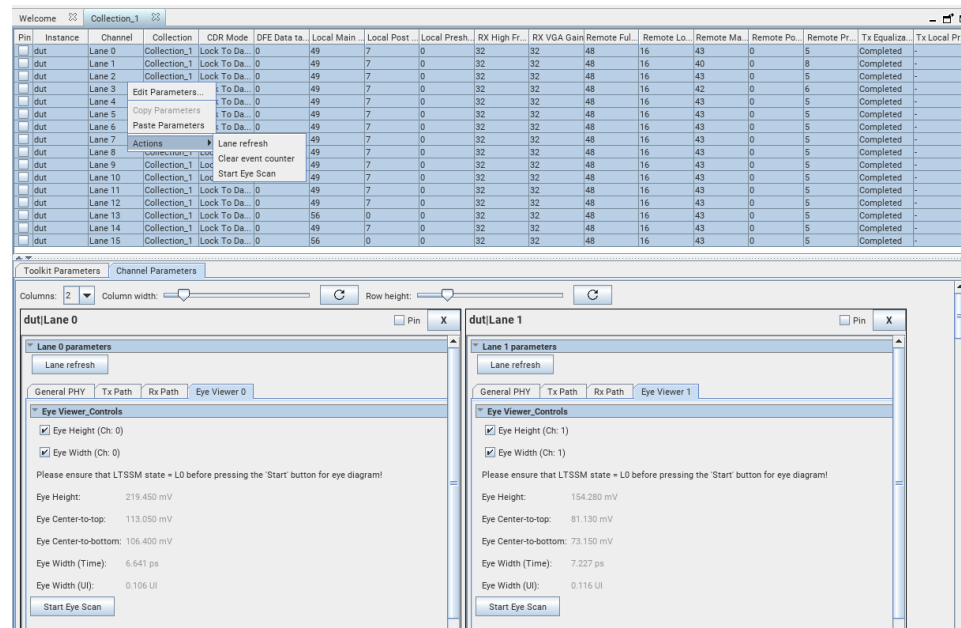 Welcome Collection_1
Pin Instance Channel Collection CDR Mode DFE Data ta... Local Main ... Local Post ... Local Presh... RX High Fr... RX VGA Gain Remote Ful... Remote Lo... Remote Ma... Remote Po... Remote Pr... Tx Equaliza... Tx Local Pr
dut Lane 0 Collection_1 Lock To Da... 0 49 7 0 32 32 48 16 43 0 5 Completed -
dut Lane 1 Collection_1 Lock To Da... 0 49 7 0 32 32 48 16 40 0 8 Completed -
dut Lane 2 Collection_1 Lock To Da... 0 49 7 0 32 32 48 16 43 0 5 Completed -
dut Lane 3 k To Da... 0 49 7 0 32 32 48 16 42 0 6 Completed -
dut Lane 4 k To Da... 0 49 7 0 32 32 48 16 43 0 5 Completed -
dut Lane 5 k To Da... 0 49 7 0 32 32 48 16 43 0 5 Completed -
dut Lane 6 k To Da... 0 49 7 0 32 32 48 16 43 0 5 Completed -
dut Lane 7 49 7 0 32 32 48 16 43 0 5 Completed -
dut Lane 8 Collection_1 Loc 49 7 0 32 32 48 16 43 0 5 Completed -
dut Lane 9 Collection_1 Loc 49 7 0 32 32 48 16 43 0 5 Completed -
dut Lane 10 Collection_1 Loc 49 7 0 32 32 48 16 43 0 5 Completed -
dut Lane 11 Collection_1 Lock To Da... 0 49 7 0 32 32 48 16 43 0 5 Completed -
dut Lane 12 Collection_1 Lock To Da... 0 49 7 0 32 32 48 16 43 0 5 Completed -
dut Lane 13 Collection_1 Lock To Da... 0 56 0 0 32 32 48 16 43 0 5 Completed -
dut Lane 14 Collection_1 Lock To Da... 0 49 7 0 32 32 48 16 43 0 5 Completed -
dut Lane 15 Collection_1 Lock To Da... 0 56 0 0 32 32 48 16 43 0 5 Completed -
Edit Parameters...
Copy Parameters
Paste Parameters
Actions
Lane refresh
Clear event counter
Start Eye Scan
Toolkit Parameters Channel Parameters
Columns: 2 Column width: Row height:
dut|Lane 0 Pin X
Lane 0 parameters
Lane refresh
General PHY Tx Path Rx Path Eye Viewer 0
Eye Viewer_Controls
Eye Height (Ch: 0)
Eye Width (Ch: 0)
Please ensure that LTSSM state = L0 before pressing the 'Start' button for eye diagram!
Eye Height: 219.450 mV
Eye Center-to-top: 113.050 mV
Eye Center-to-bottom: 106.400 mV
Eye Width (Time): 6.641 ps
Eye Width (UI): 0.106 UI
Start Eye Scan
dut|Lane 1 Pin X
Lane 1 parameters
Lane refresh
General PHY Tx Path Rx Path Eye Viewer 1
Eye Viewer_Controls
Eye Height (Ch: 1)
Eye Width (Ch: 1)
Please ensure that LTSSM state = L0 before pressing the 'Start' button for eye diagram!
Eye Height: 154.280 mV
Eye Center-to-top: 81.130 mV
Eye Center-to-bottom: 73.150 mV
Eye Width (Time): 7.227 ps
Eye Width (UI): 0.116 UI
Start Eye Scan